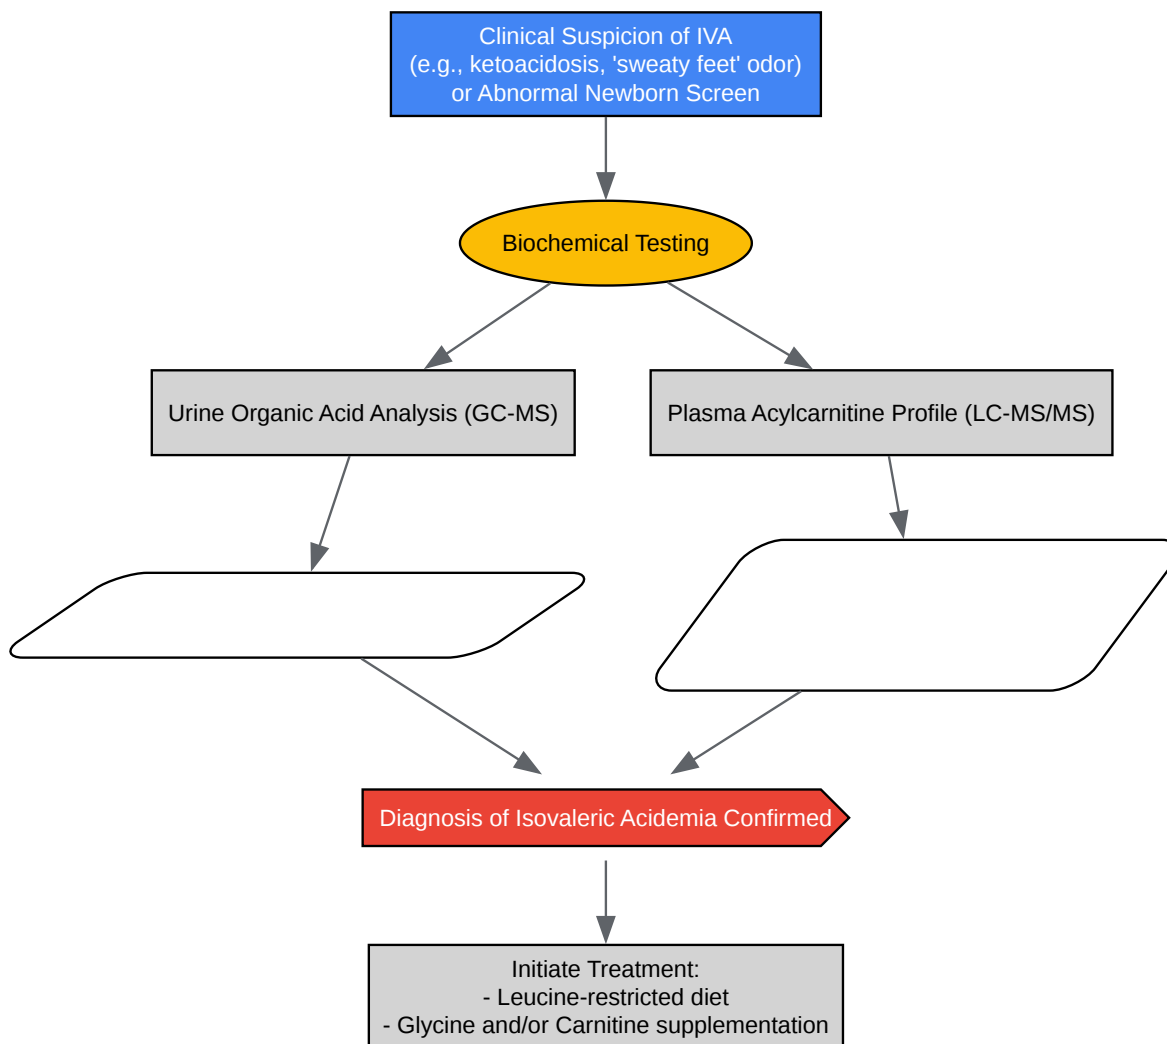 Clinical Suspicion of IVA
(e.g., ketoacidosis, 'sweaty feet' odor)
or Abnormal Newborn Screen
Biochemical Testing
Urine Organic Acid Analysis (GC-MS)
Plasma Acylcarnitine Profile (LC-MS/MS)
Diagnosis of Isovaleric Acidemia Confirmed
Initiate Treatment:
- Leucine-restricted diet
- Glycine and/or Carnitine supplementation